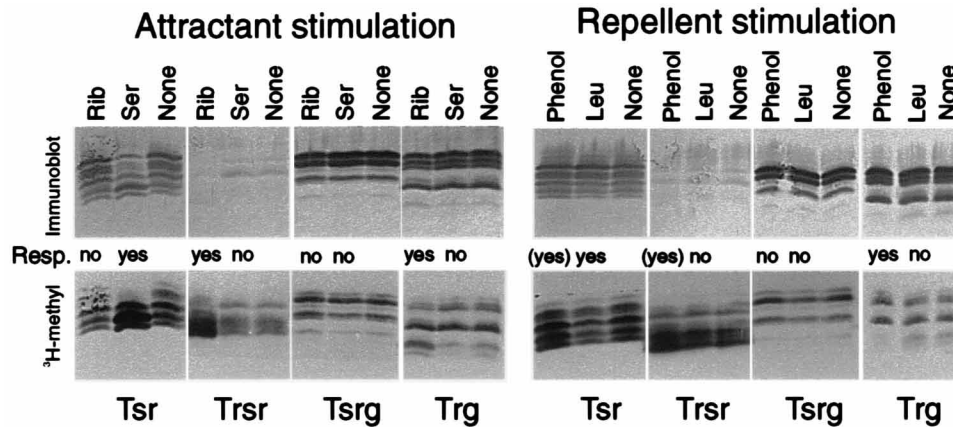 Attractant stimulation Repellent stimulation
Rib Ser None Rib Ser None Rib Ser None Rib Ser None Phenol Leu None Phenol Leu None Phenol Leu None Phenol Leu None
Immunoblot
Resp. no yes yes no no no yes no (yes) yes (yes) no no no yes no
³H-methyl
Tsr Trsr Tsrg Trg Tsr Trsr Tsrg Trg